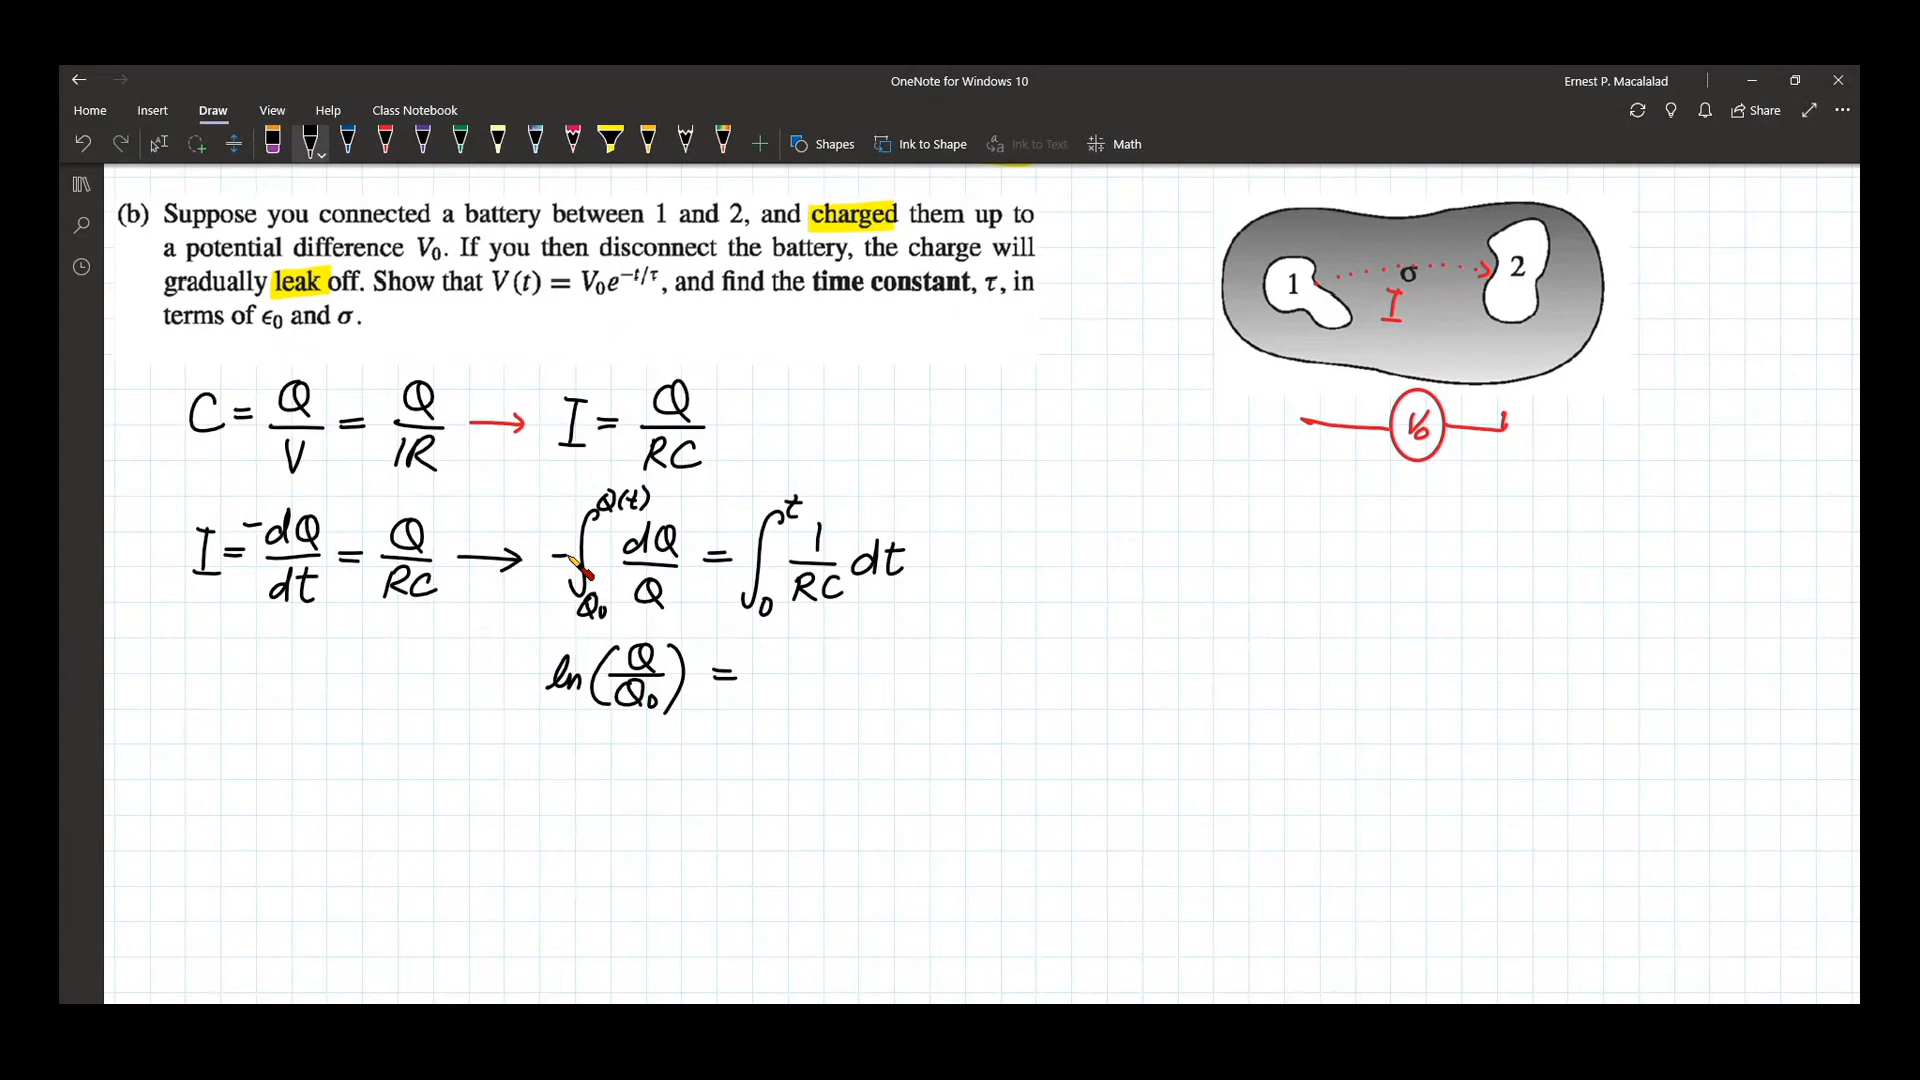 OneNote for Windows 10
Ernest P. Macalalad
Home Insert Draw View Help Class Notebook
Share
Shapes Ink to Shape Ink to Text Math
(b) Suppose you connected a battery between 1 and 2, and charged them up to
a potential difference V₀. If you then disconnect the battery, the charge will
gradually leak off. Show that V(t) = V₀e^{−t/τ}, and find the time constant, τ, in
terms of ϵ₀ and σ.
1 σ 2
I
V₀
C = Q/V = Q/IR → I = Q/RC
I = -dQ/dt = Q/RC → -∫_{Q₀}^{Q(t)} dQ/Q = ∫_0^t 1/RC dt
ln(Q/Q₀) =